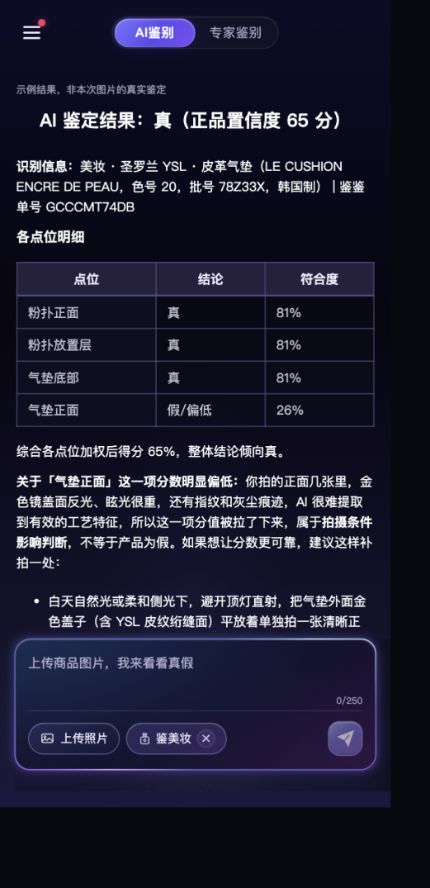 AI鉴别 专家鉴别
示例结果，非本次图片的真实鉴定
AI 鉴定结果：真（正品置信度 65 分）
识别信息：美妆 · 圣罗兰 YSL · 皮革气垫（LE CUSHION
ENCRE DE PEAU，色号 20，批号 78Z33X，韩国制） | 鉴鉴
单号 GCCCMT74DB
各点位明细
点位 结论 符合度
粉扑正面 真 81%
粉扑放置层 真 81%
气垫底部 真 81%
气垫正面 假/偏低 26%
综合各点位加权后得分 65%，整体结论倾向真。
关于「气垫正面」这一项分数明显偏低：你拍的正面几张里，金
色镜盖面反光、眩光很重，还有指纹和灰尘痕迹，AI 很难提取
到有效的工艺特征，所以这一项分值被拉了下来，属于拍摄条件
影响判断，不等于产品为假。如果想让分数更可靠，建议这样补
拍一处：
• 白天自然光或柔和侧光下，避开顶灯直射，把气垫外面金
色盖子（含 YSL 皮纹绗缝面）平放着单独拍一张清晰正
上传商品图片，我来看看真假
0/250
上传照片 鉴美妆 ×